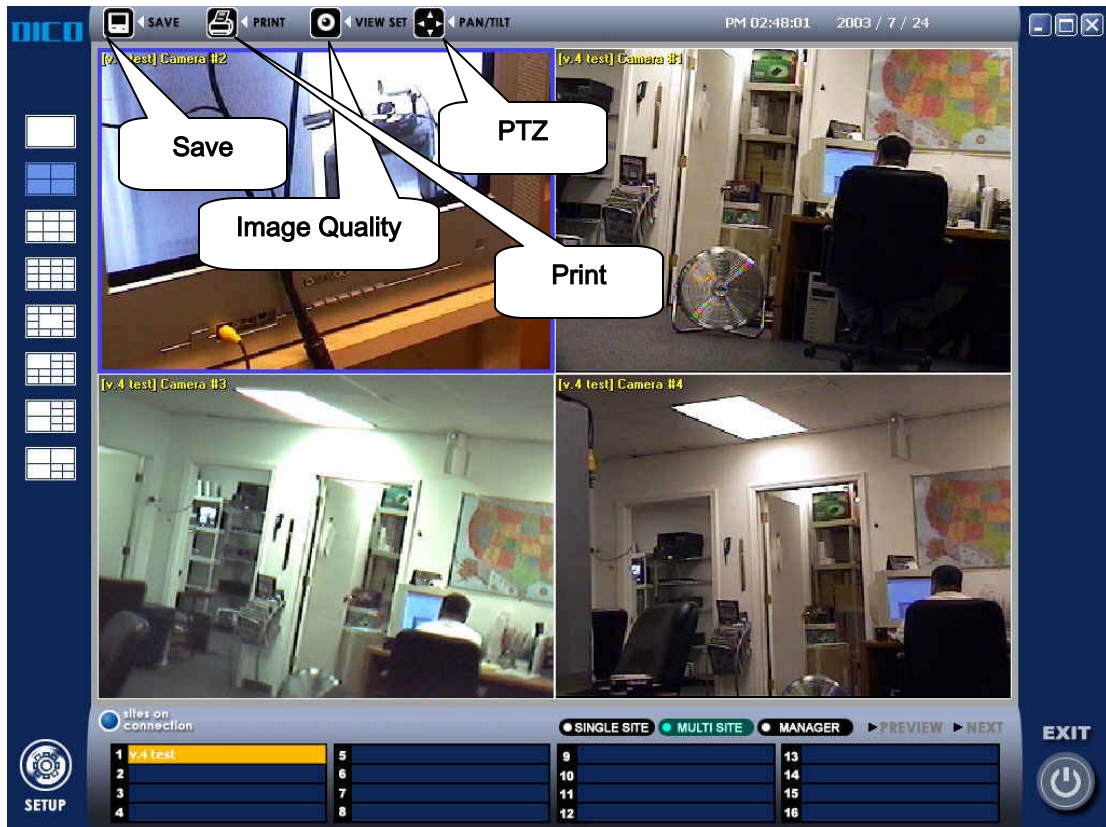 DICO
SAVE
PRINT
VIEW SET
PAN/TILT
PM 02:48:01 2003 / 7 / 24
[v.4 test] Camera #2
[v.4 test] Camera #1
Save
PTZ
Image Quality
Print
[v.4 test] Camera #3
[v.4 test] Camera #4
sites on
connection
SINGLE SITE
MULTI SITE
MANAGER
PREVIEW
NEXT
EXIT
SETUP
1 v.4 test
2
3
4
5
6
7
8
9
10
11
12
13
14
15
16